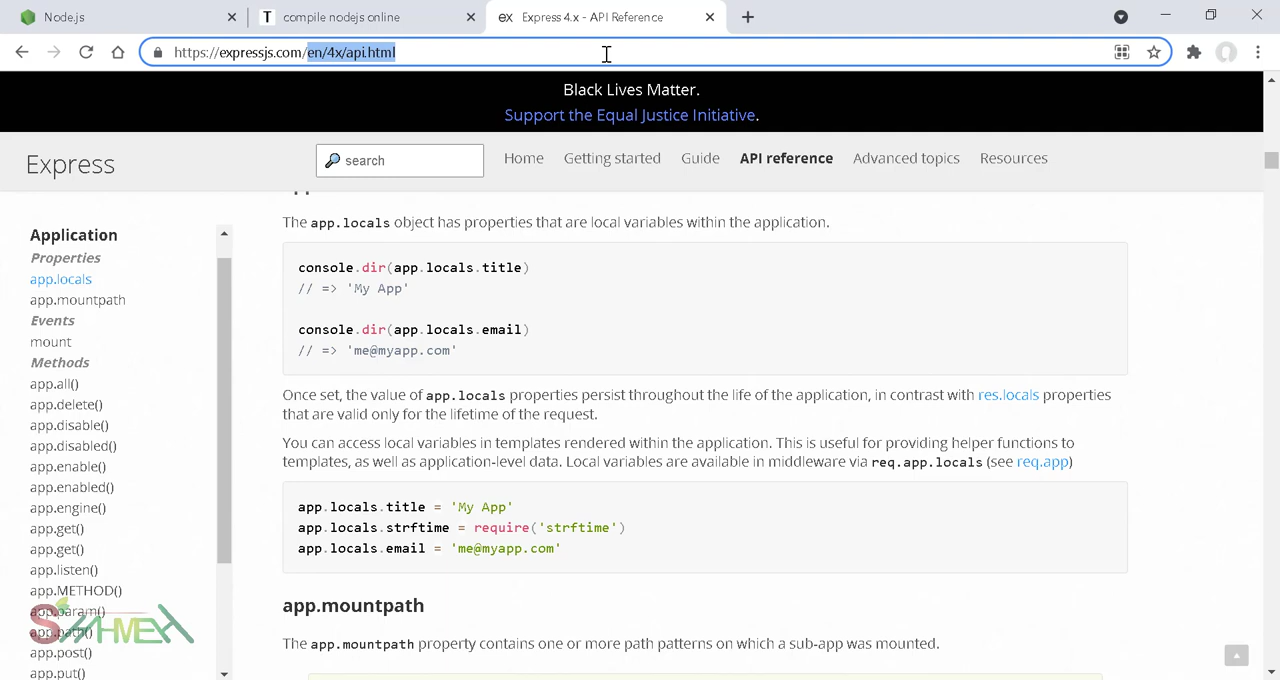 Node.js
compile nodejs online
Express 4.x - API Reference
https://expressjs.com/en/4x/api.html
Black Lives Matter.
Support the Equal Justice Initiative.
Express
search
Home
Getting started
Guide
API reference
Advanced topics
Resources
Application
Properties
app.locals
app.mountpath
Events
mount
Methods
app.all()
app.delete()
app.disable()
app.disabled()
app.enable()
app.enabled()
app.engine()
app.get()
app.get()
app.listen()
app.METHOD()
app.param()
app.path()
app.post()
app.put()
The app.locals object has properties that are local variables within the application.
console.dir(app.locals.title)
// => 'My App'
console.dir(app.locals.email)
// => 'me@myapp.com'
Once set, the value of app.locals properties persist throughout the life of the application, in contrast with res.locals properties
that are valid only for the lifetime of the request.
You can access local variables in templates rendered within the application. This is useful for providing helper functions to
templates, as well as application-level data. Local variables are available in middleware via req.app.locals (see req.app)
app.locals.title = 'My App'
app.locals.strftime = require('strftime')
app.locals.email = 'me@myapp.com'
app.mountpath
The app.mountpath property contains one or more path patterns on which a sub-app was mounted.